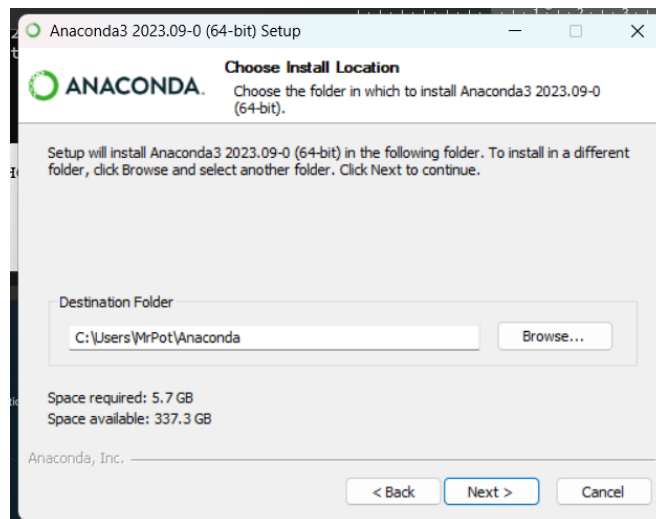 Anaconda3 2023.09-0 (64-bit) Setup
ANACONDA.
Choose Install Location
Choose the folder in which to install Anaconda3 2023.09-0
(64-bit).
Setup will install Anaconda3 2023.09-0 (64-bit) in the following folder. To install in a different
folder, click Browse and select another folder. Click Next to continue.
Destination Folder
C:\Users\MrPot\Anaconda
Browse...
Space required: 5.7 GB
Space available: 337.3 GB
Anaconda, Inc.
< Back
Next >
Cancel